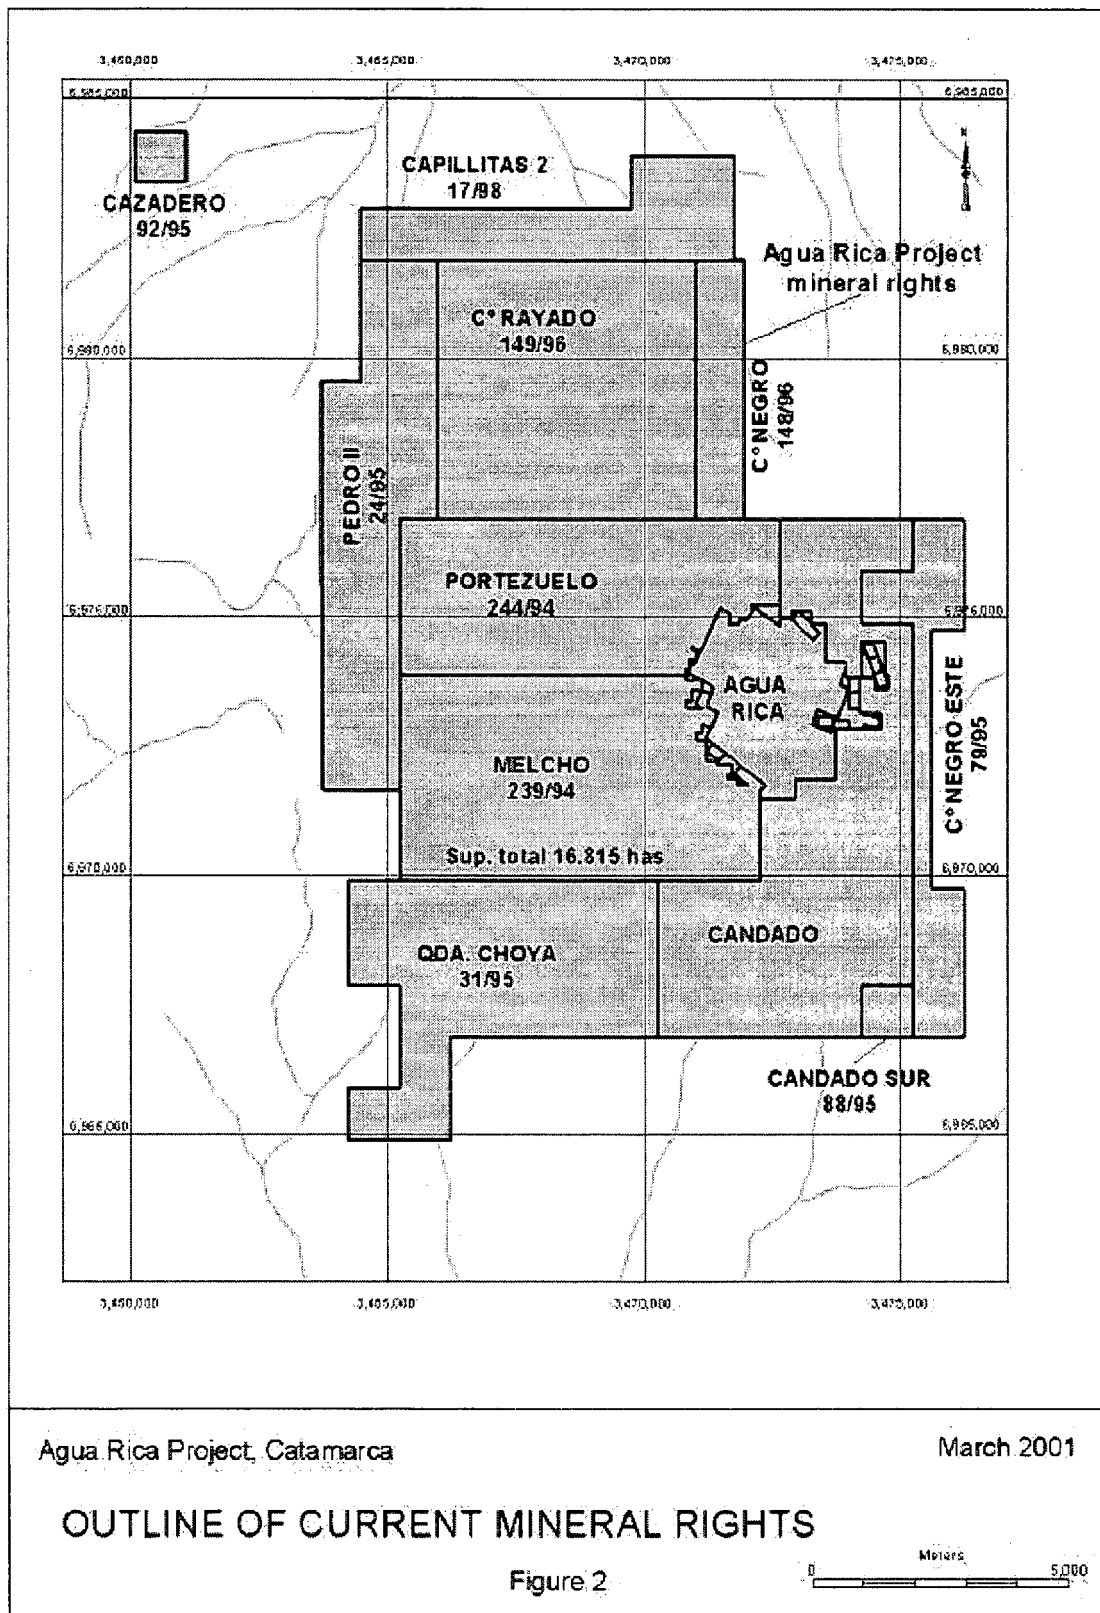 3,460,000 3,465,000 3,470,000 3,475,000
6,985,000 6,985,000
CAPILLITAS 2
17/98
CAZADERO
92/95
Agua Rica Project
mineral rights
C° RAYADO
149/96
6,980,000 6,980,000
C° NEGRO
148/96
PEDRO II
24/95
PORTEZUELO
244/94
6,975,000 6,975,000
AGUA
RICA
C° NEGRO ESTE
79/95
MELCHO
239/94
Sup. total 16.815 has
6,970,000 6,970,000
CANDADO
QDA. CHOYA
31/95
CANDADO SUR
88/95
6,965,000 6,965,000
3,460,000 3,465,000 3,470,000 3,475,000
Agua Rica Project, Catamarca
March 2001
OUTLINE OF CURRENT MINERAL RIGHTS
Figure 2
Meters
0 5,000